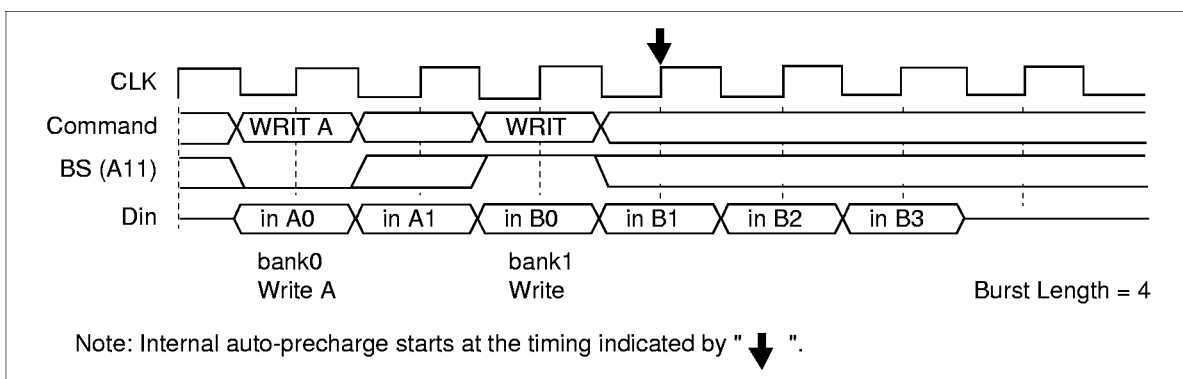 CLK
Command WRIT A WRIT
BS (A11)
Din in A0 in A1 in B0 in B1 in B2 in B3
bank0 bank1
Write A Write Burst Length = 4
Note: Internal auto-precharge starts at the timing indicated by " ".